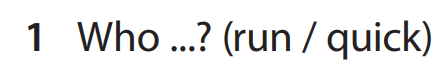 1 Who ...? (run / quick)